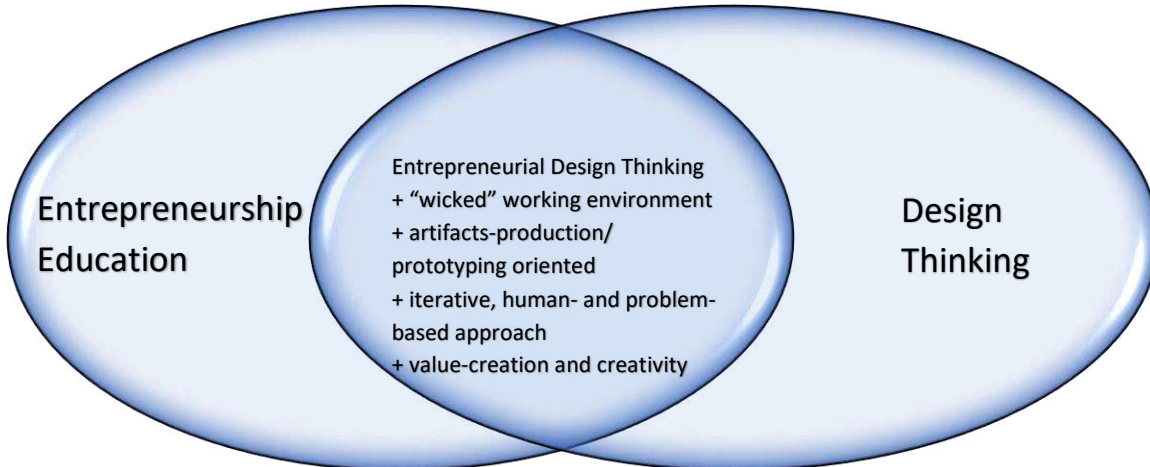 Entrepreneurship
Education
Entrepreneurial Design Thinking
+ “wicked” working environment
+ artifacts-production/
prototyping oriented
+ iterative, human- and problem-
based approach
+ value-creation and creativity
Design
Thinking